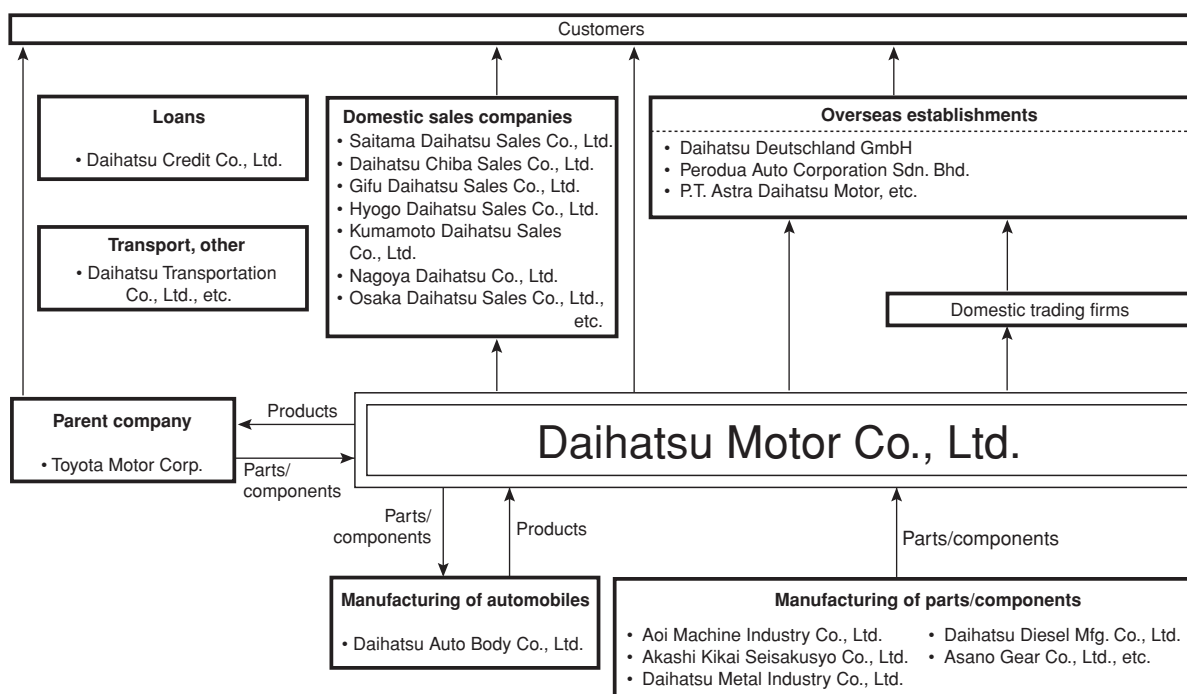 Customers
Loans
• Daihatsu Credit Co., Ltd.
Transport, other
• Daihatsu Transportation
Co., Ltd., etc.
Domestic sales companies
• Saitama Daihatsu Sales Co., Ltd.
• Daihatsu Chiba Sales Co., Ltd.
• Gifu Daihatsu Sales Co., Ltd.
• Hyogo Daihatsu Sales Co., Ltd.
• Kumamoto Daihatsu Sales
Co., Ltd.
• Nagoya Daihatsu Co., Ltd.
• Osaka Daihatsu Sales Co., Ltd.,
etc.
Overseas establishments
• Daihatsu Deutschland GmbH
• Perodua Auto Corporation Sdn. Bhd.
• P.T. Astra Daihatsu Motor, etc.
Domestic trading firms
Parent company
• Toyota Motor Corp.
Products
Parts/
components
Daihatsu Motor Co., Ltd.
Parts/
components
Products
Parts/components
Manufacturing of automobiles
• Daihatsu Auto Body Co., Ltd.
Manufacturing of parts/components
• Aoi Machine Industry Co., Ltd.
• Akashi Kikai Seisakusyo Co., Ltd.
• Daihatsu Metal Industry Co., Ltd.
• Daihatsu Diesel Mfg. Co., Ltd.
• Asano Gear Co., Ltd., etc.